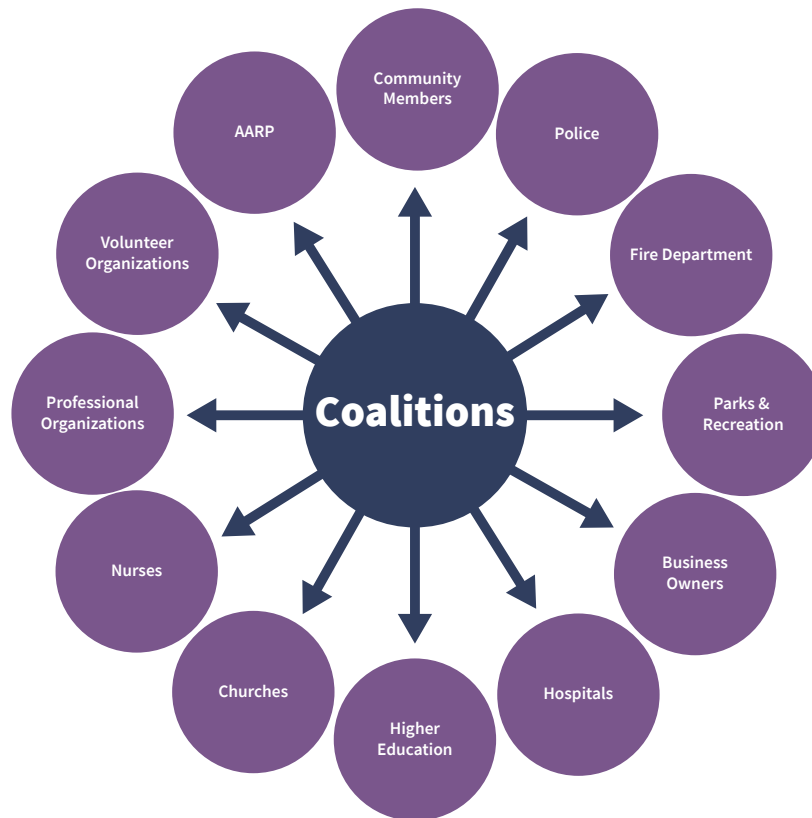 Community
Members
Police
Fire Department
Parks &
Recreation
Business
Owners
Hospitals
Higher
Education
Churches
Nurses
Professional
Organizations
Volunteer
Organizations
AARP
Coalitions